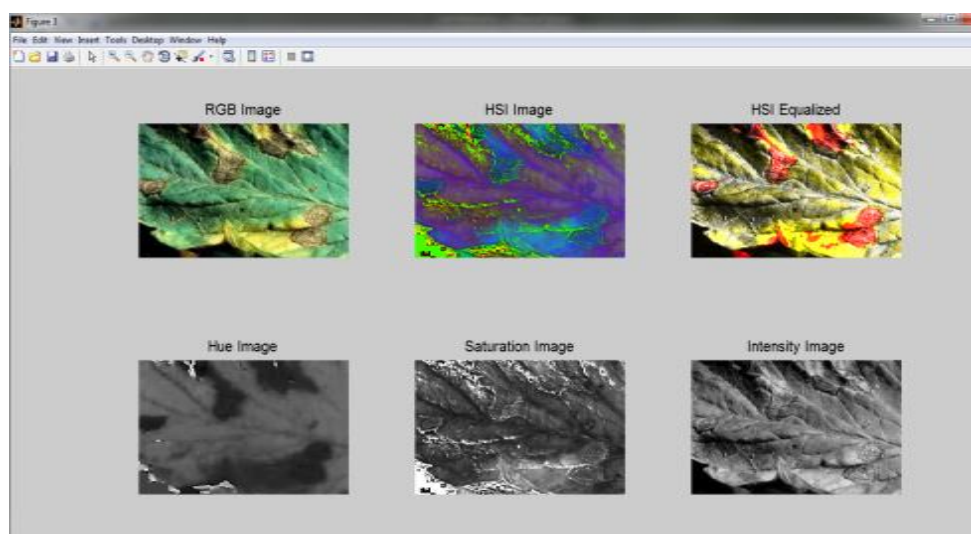 Figure 3
File Edit View Insert Tools Desktop Window Help
RGB Image
HSI Image
HSI Equalized
Hue Image
Saturation Image
Intensity Image